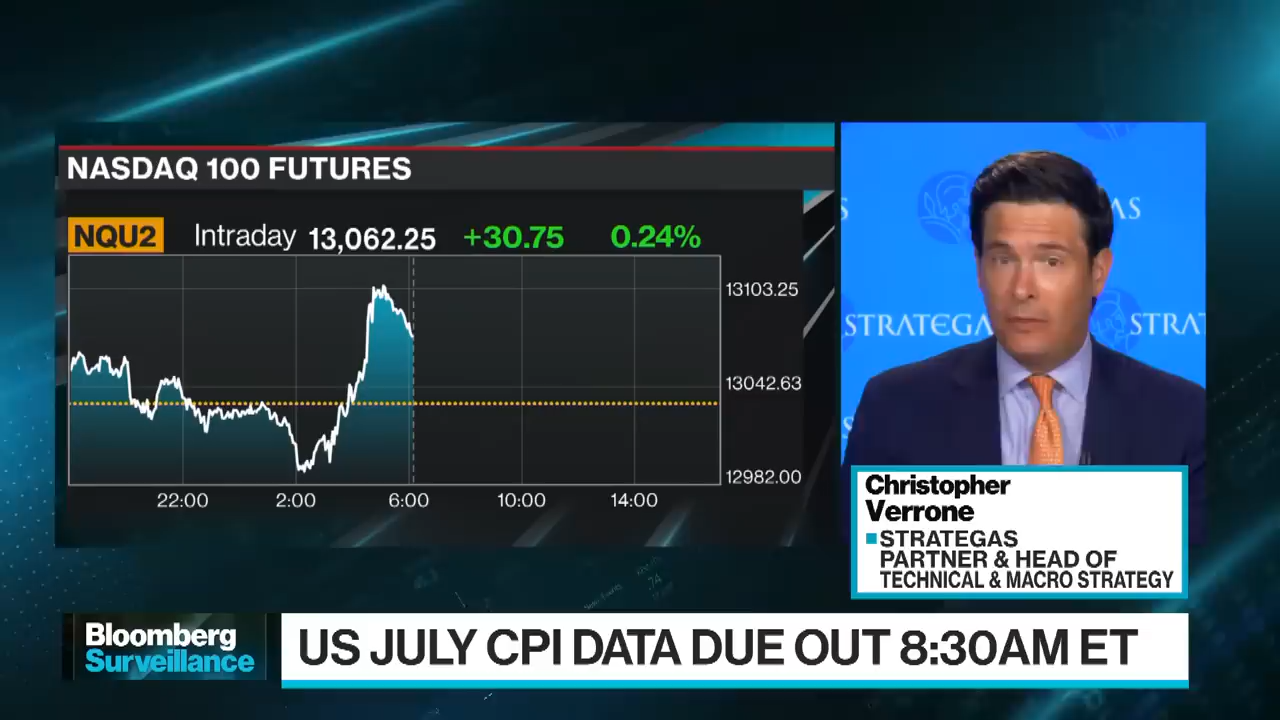 NASDAQ 100 FUTURES
NQU2 Intraday 13,062.25 +30.75 0.24%
13103.25
13042.63
12982.00
22:00 2:00 6:00 10:00 14:00
AS
STRATEGAS STRAT
Christopher
Verrone
STRATEGAS
PARTNER & HEAD OF
TECHNICAL & MACRO STRATEGY
Bloomberg
Surveillance
US JULY CPI DATA DUE OUT 8:30AM ET